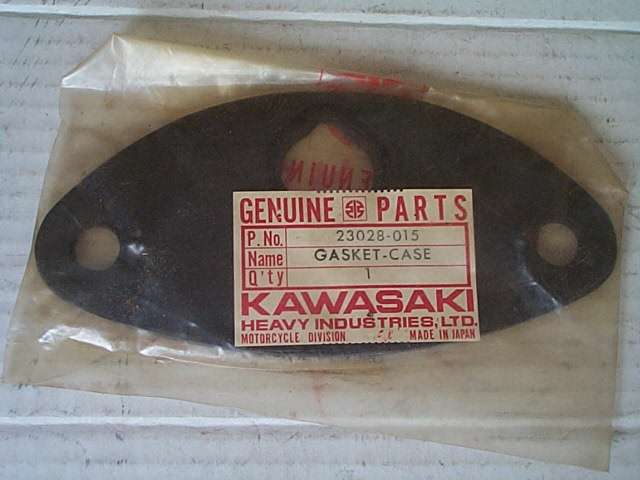 GENUINE PARTS
P. No. 23028-015
Name GASKET-CASE
Q'ty 1
KAWASAKI
HEAVY INDUSTRIES, LTD.
MOTORCYCLE DIVISION MADE IN JAPAN